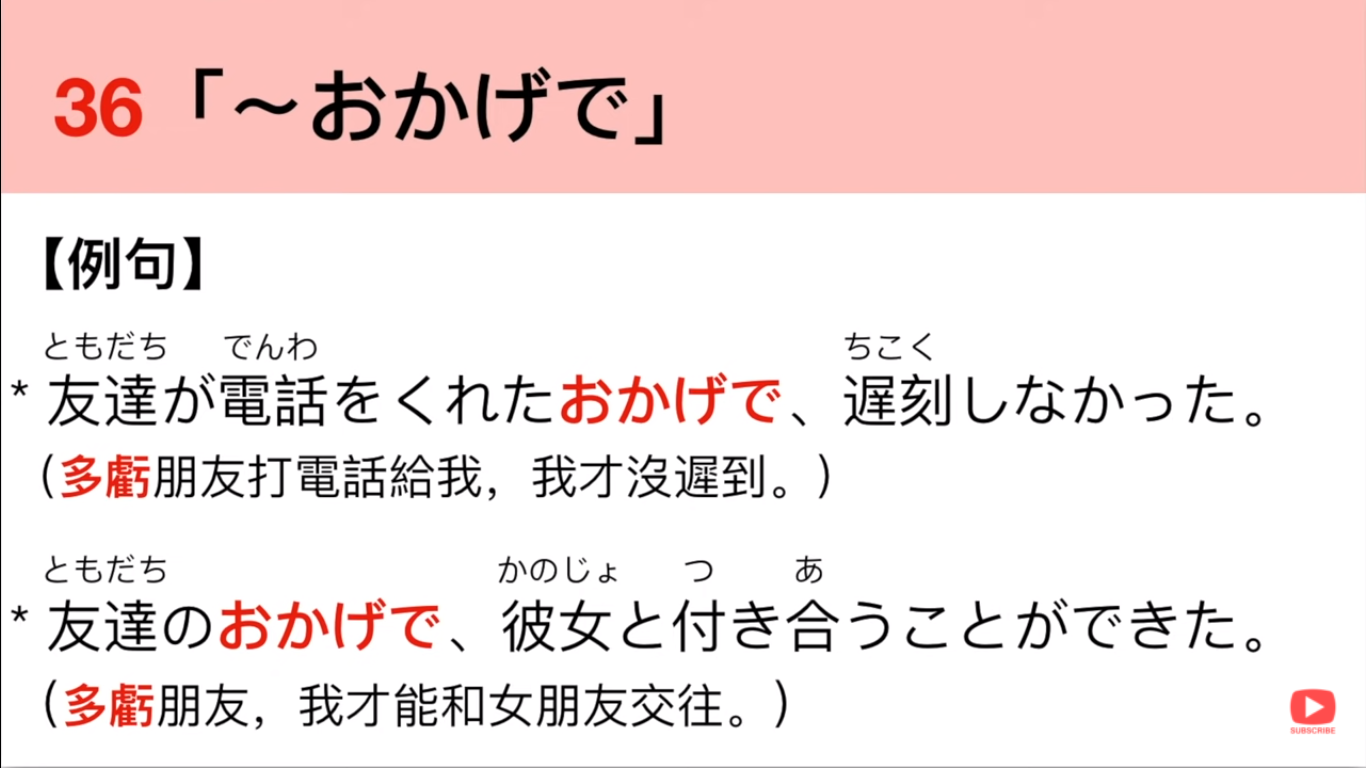 36「～おかげで」
【例句】
ともだち でんわ ちこく
* 友達が電話をくれたおかげで、遅刻しなかった。
(多虧朋友打電話給我，我才沒遲到。)
ともだち かのじょ つ あ
* 友達のおかげで、彼女と付き合うことができた。
(多虧朋友，我才能和女朋友交往。)
SUBSCRIBE